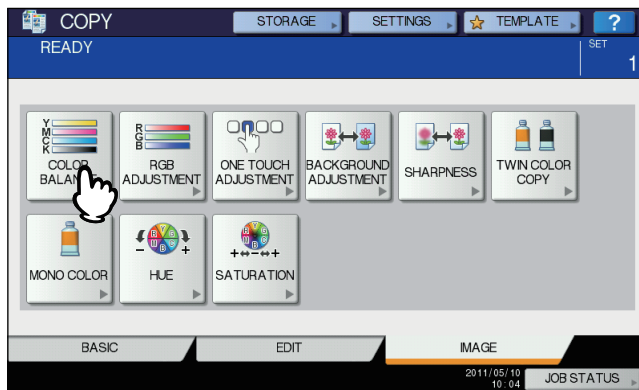 COPY
STORAGE
SETTINGS
TEMPLATE
?
READY
SET
1
Y
M
C
K
COLOR
BALAN
R
G
B
RGB
ADJUSTMENT
ONE TOUCH
ADJUSTMENT
BACKGROUND
ADJUSTMENT
SHARPNESS
TWIN COLOR
COPY
MONO COLOR
R Y G C B M
- +
HUE
R Y G C B M
+↔-↔+
SATURATION
BASIC
EDIT
IMAGE
2011/05/10
10:04
JOB STATUS